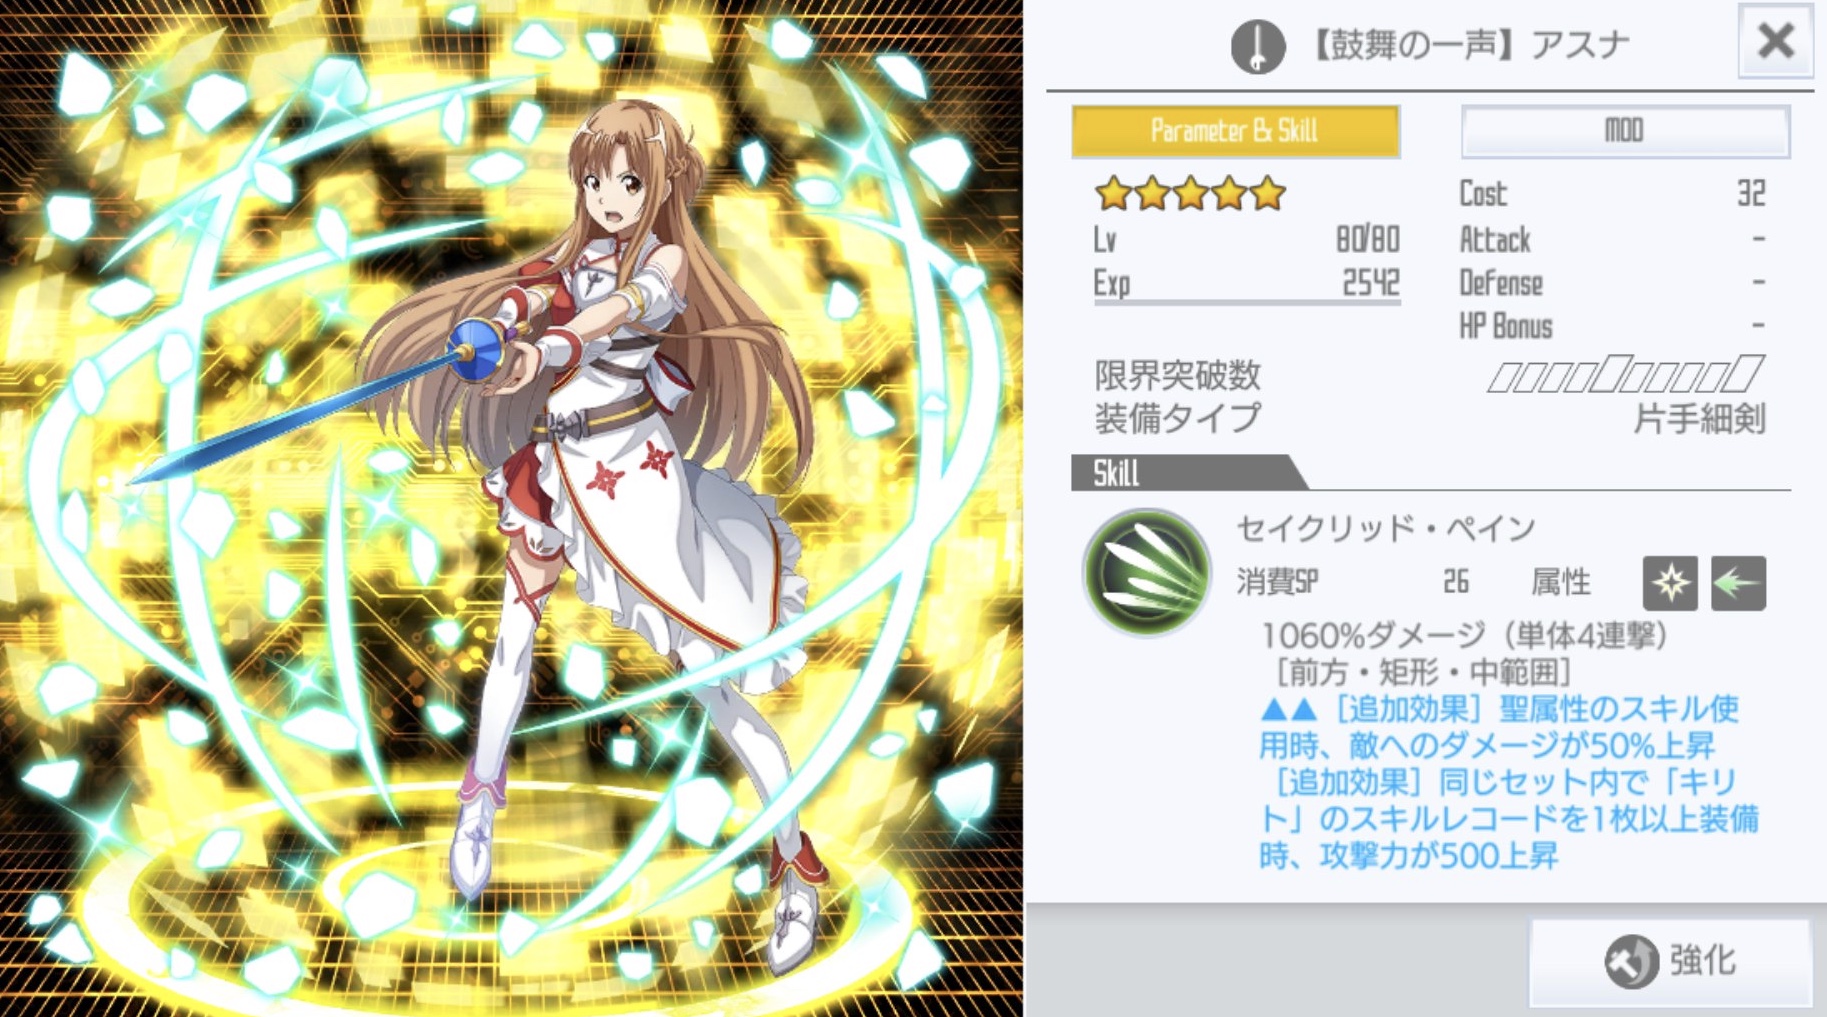 【鼓舞の一声】アスナ
Parameter & Skill
MOD
Lv 80/80
Exp 2542
Cost 32
Attack -
Defense -
HP Bonus -
限界突破数
装備タイプ 片手細剣
Skill
セイクリッド・ペイン
消費SP 26 属性
1060%ダメージ（単体4連撃）
［前方・矩形・中範囲］
▲▲［追加効果］聖属性のスキル使
用時、敵へのダメージが50%上昇
［追加効果］同じセット内で「キリ
ト」のスキルレコードを1枚以上装備
時、攻撃力が500上昇
強化